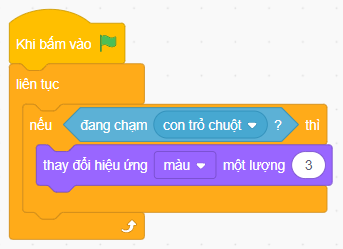 Khi bấm vào
liên tục
nếu đang chạm con trỏ chuột ? thì
thay đổi hiệu ứng màu một lượng 3